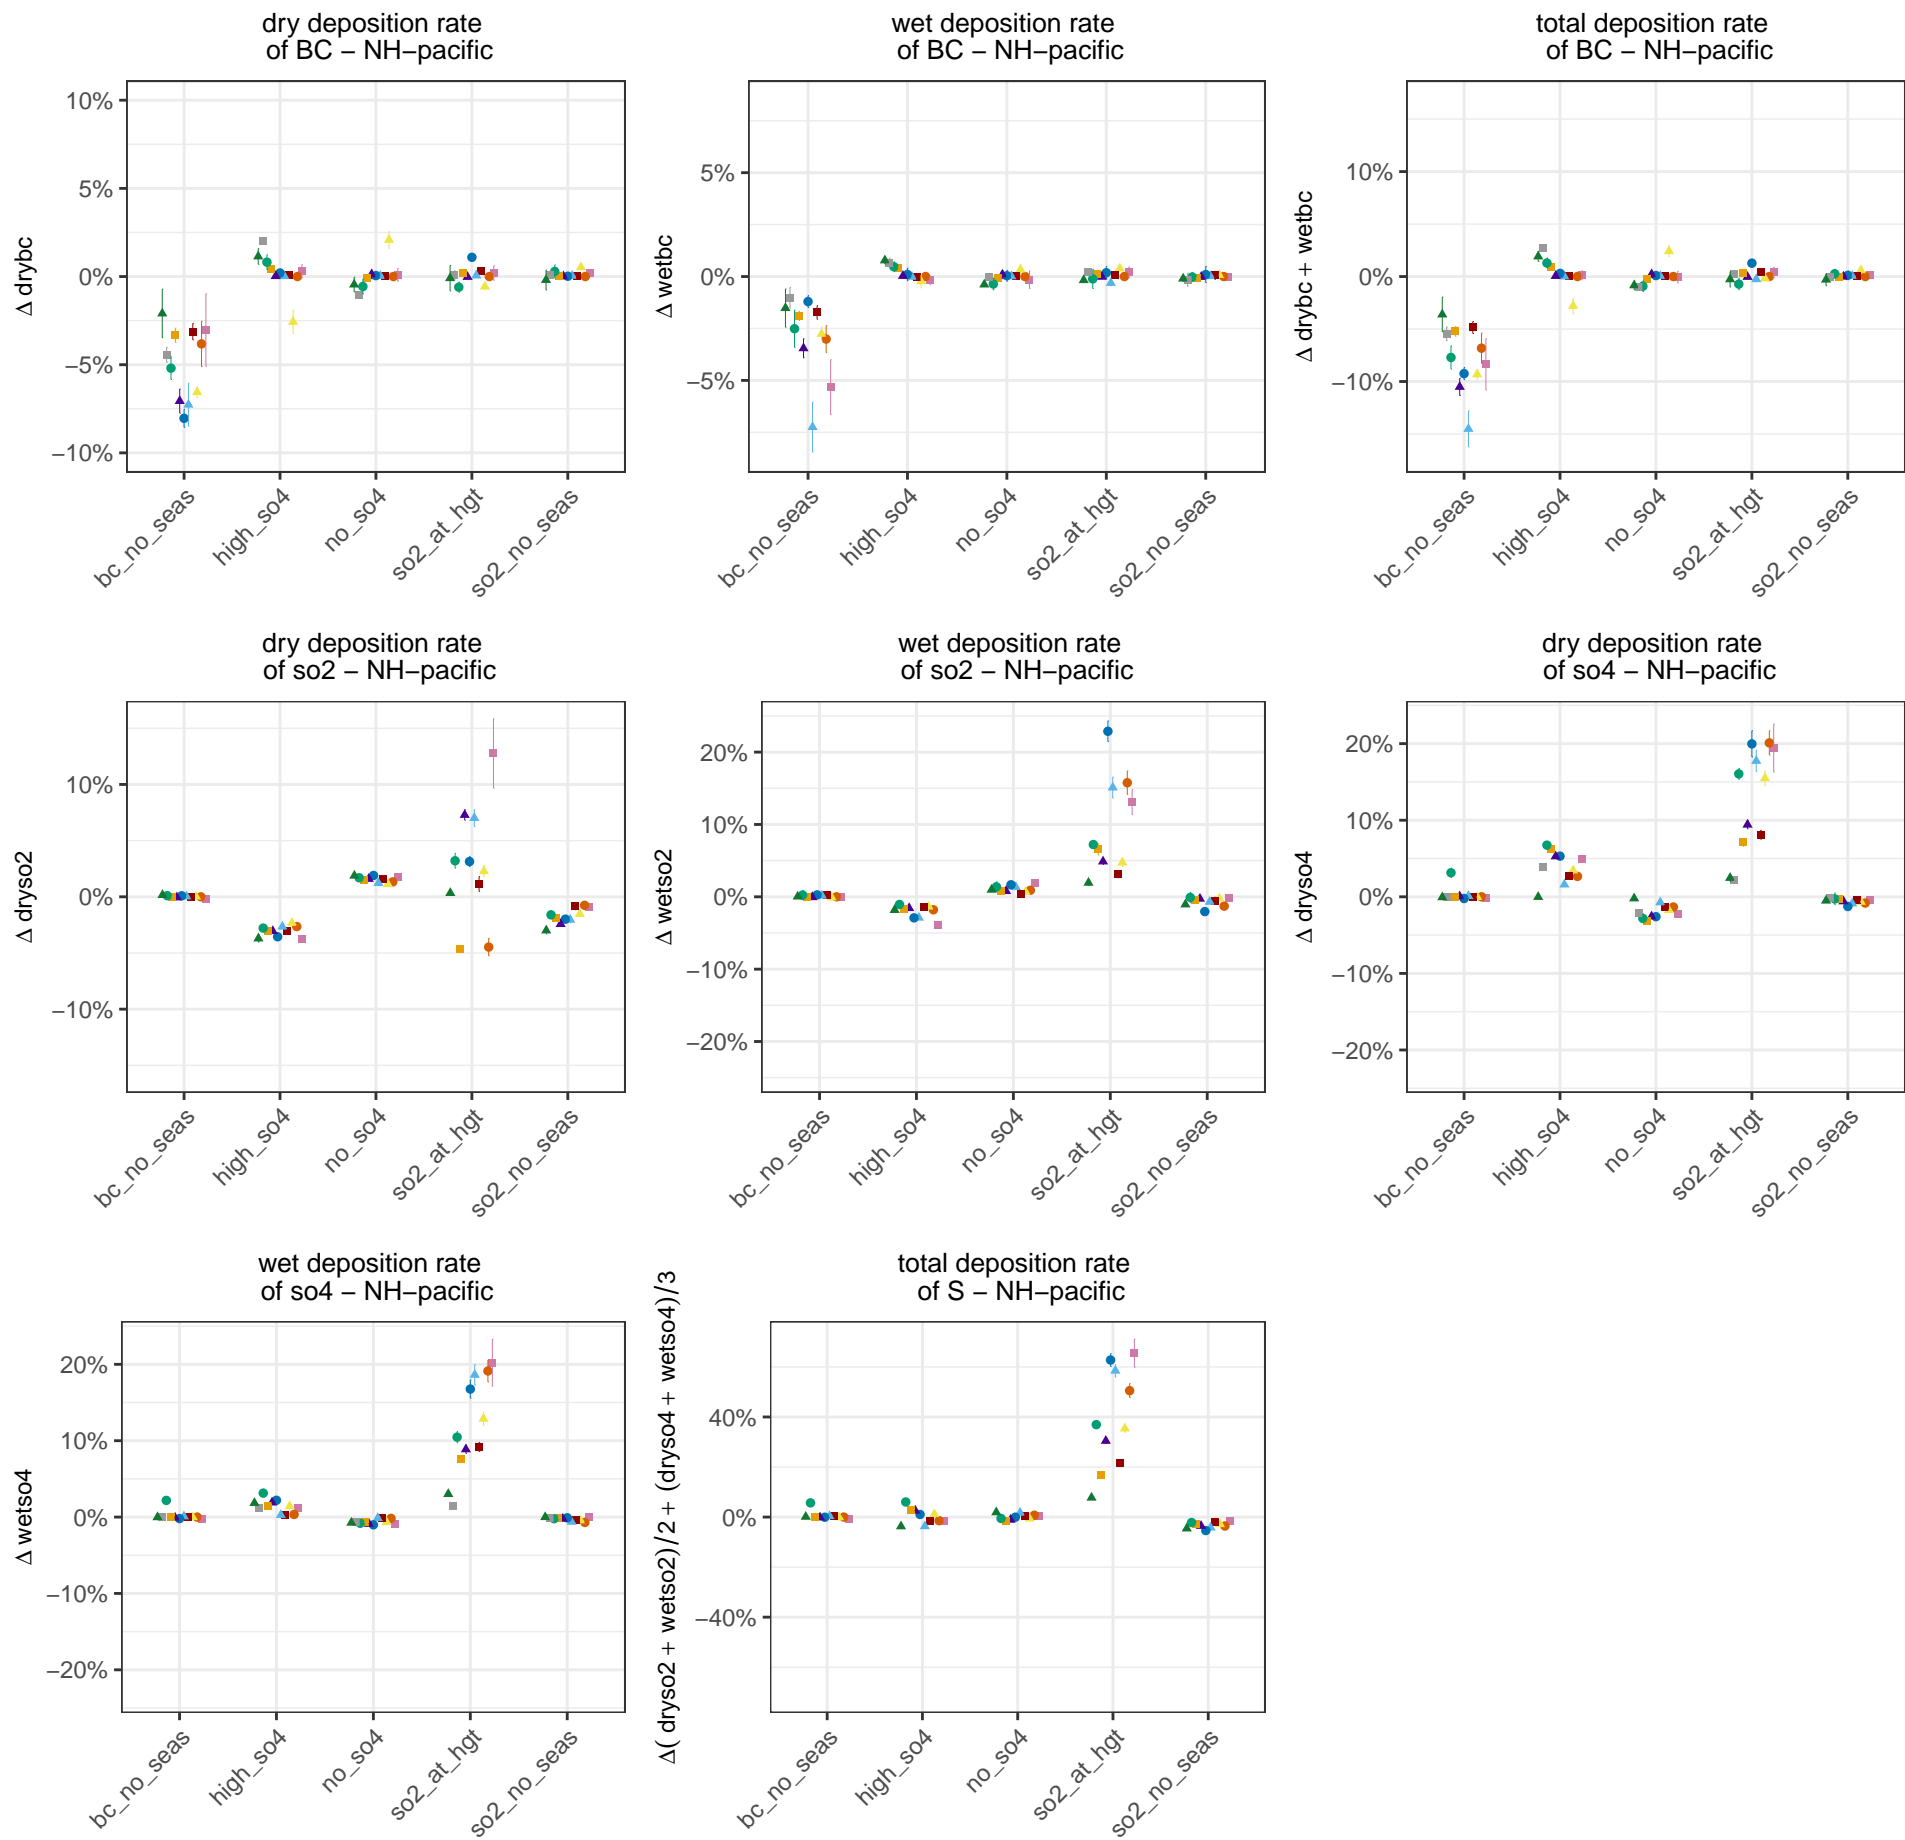 dry deposition rate
of BC − NH−pacific
Δ drybc
10%
5%
0%
−5%
−10%
bc_no_seas
high_so4
no_so4
so2_at_hgt
so2_no_seas
wet deposition rate
of BC − NH−pacific
Δ wetbc
5%
0%
−5%
bc_no_seas
high_so4
no_so4
so2_at_hgt
so2_no_seas
total deposition rate
of BC − NH−pacific
Δ drybc + wetbc
10%
0%
−10%
bc_no_seas
high_so4
no_so4
so2_at_hgt
so2_no_seas
dry deposition rate
of so2 − NH−pacific
Δ dryso2
10%
0%
−10%
bc_no_seas
high_so4
no_so4
so2_at_hgt
so2_no_seas
wet deposition rate
of so2 − NH−pacific
Δ wetso2
20%
10%
0%
−10%
−20%
bc_no_seas
high_so4
no_so4
so2_at_hgt
so2_no_seas
dry deposition rate
of so4 − NH−pacific
Δ dryso4
20%
10%
0%
−10%
−20%
bc_no_seas
high_so4
no_so4
so2_at_hgt
so2_no_seas
wet deposition rate
of so4 − NH−pacific
Δ wetso4
20%
10%
0%
−10%
−20%
bc_no_seas
high_so4
no_so4
so2_at_hgt
so2_no_seas
total deposition rate
of S − NH−pacific
Δ( dryso2 + wetso2)/2 + (dryso4 + wetso4)/3
40%
0%
−40%
bc_no_seas
high_so4
no_so4
so2_at_hgt
so2_no_seas